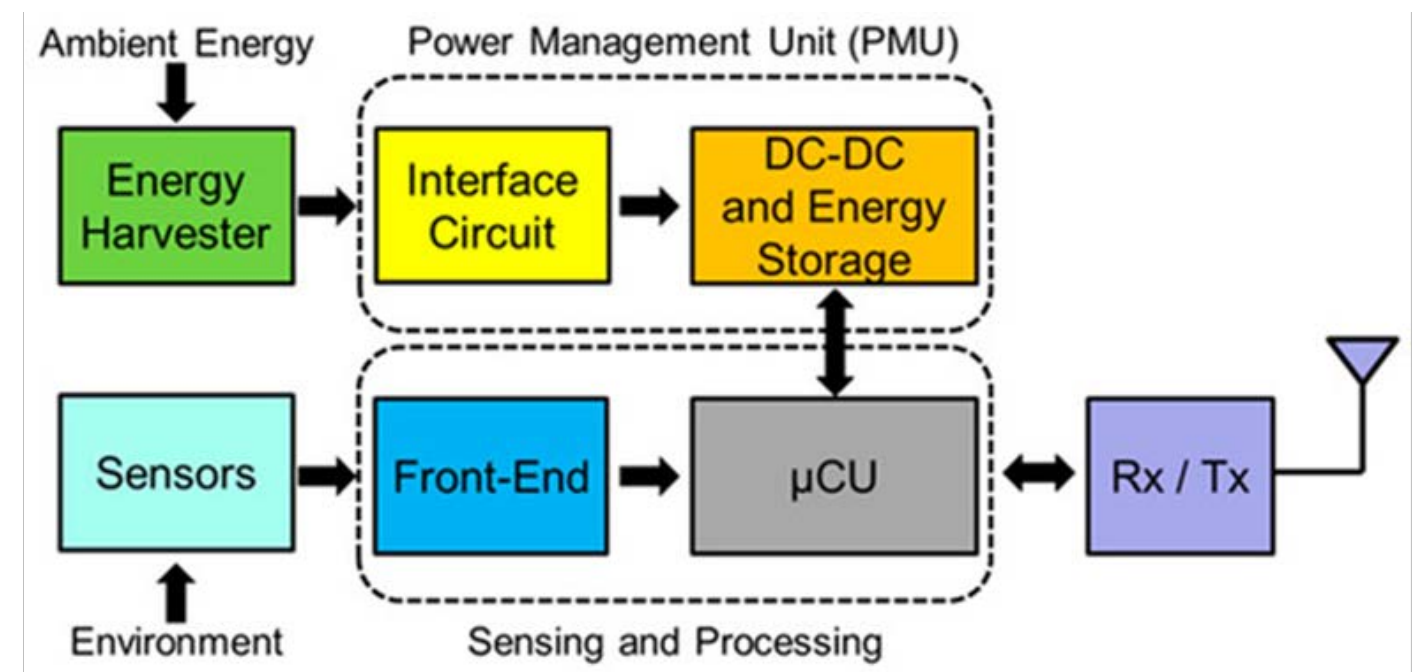 Ambient Energy
Power Management Unit (PMU)
Energy
Harvester
Interface
Circuit
DC-DC
and Energy
Storage
Sensors
Front-End
µCU
Rx / Tx
Environment
Sensing and Processing